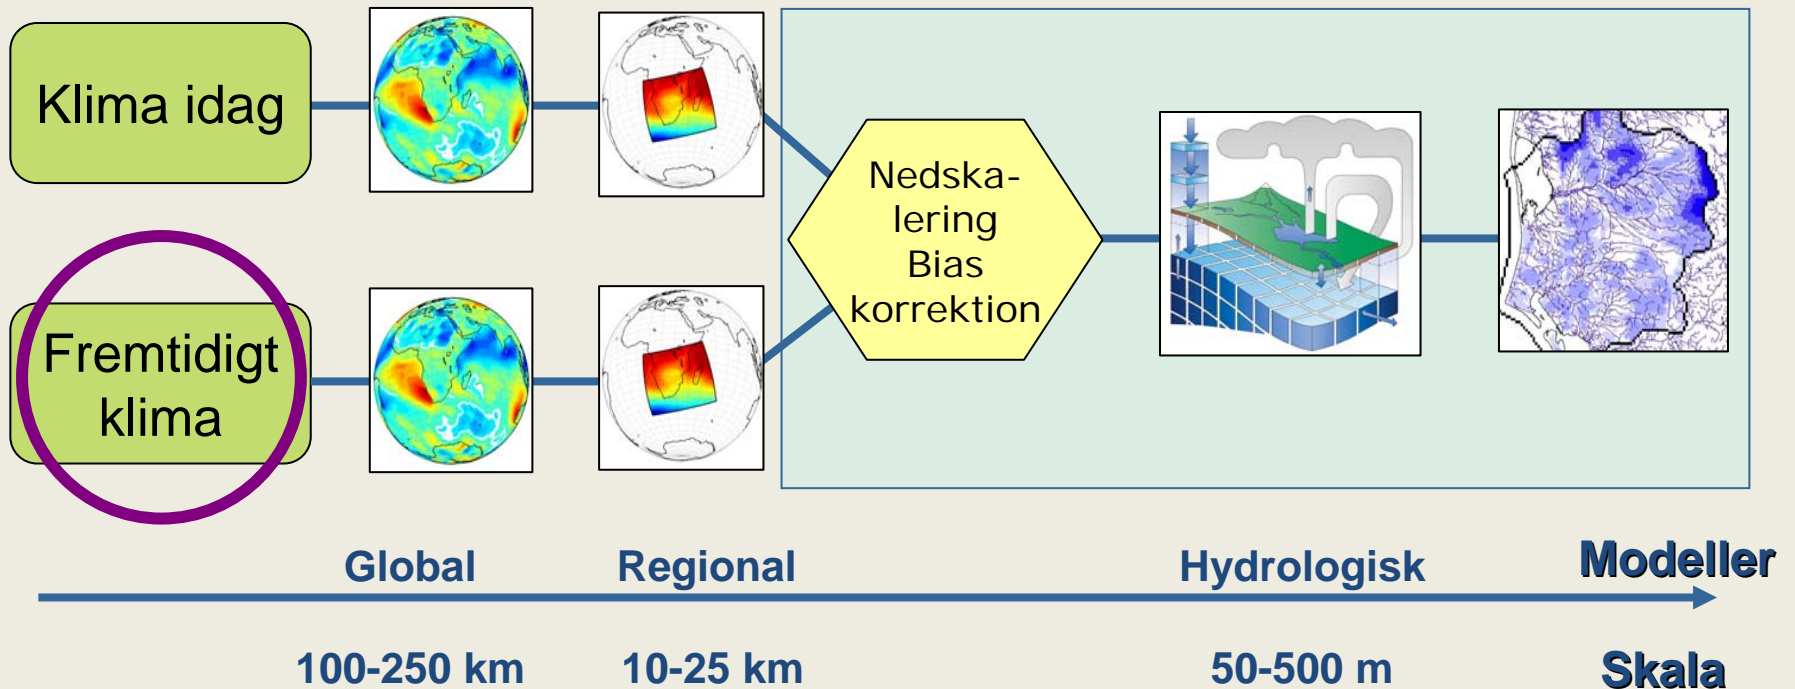 Klima idag
Fremtidigt
klima
Nedska-
lering
Bias
korrektion
Global
Regional
Hydrologisk
Modeller
100-250 km
10-25 km
50-500 m
Skala